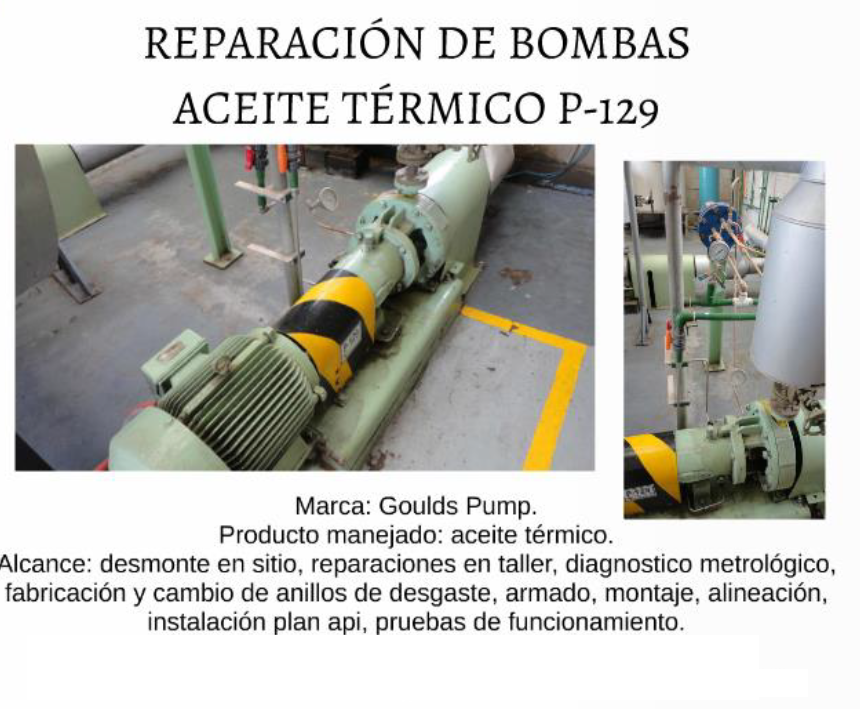 REPARACIÓN DE BOMBAS
ACEITE TÉRMICO P-129
Marca: Goulds Pump.
Producto manejado: aceite térmico.
Alcance: desmonte en sitio, reparaciones en taller, diagnostico metrológico,
fabricación y cambio de anillos de desgaste, armado, montaje, alineación,
instalación plan api, pruebas de funcionamiento.